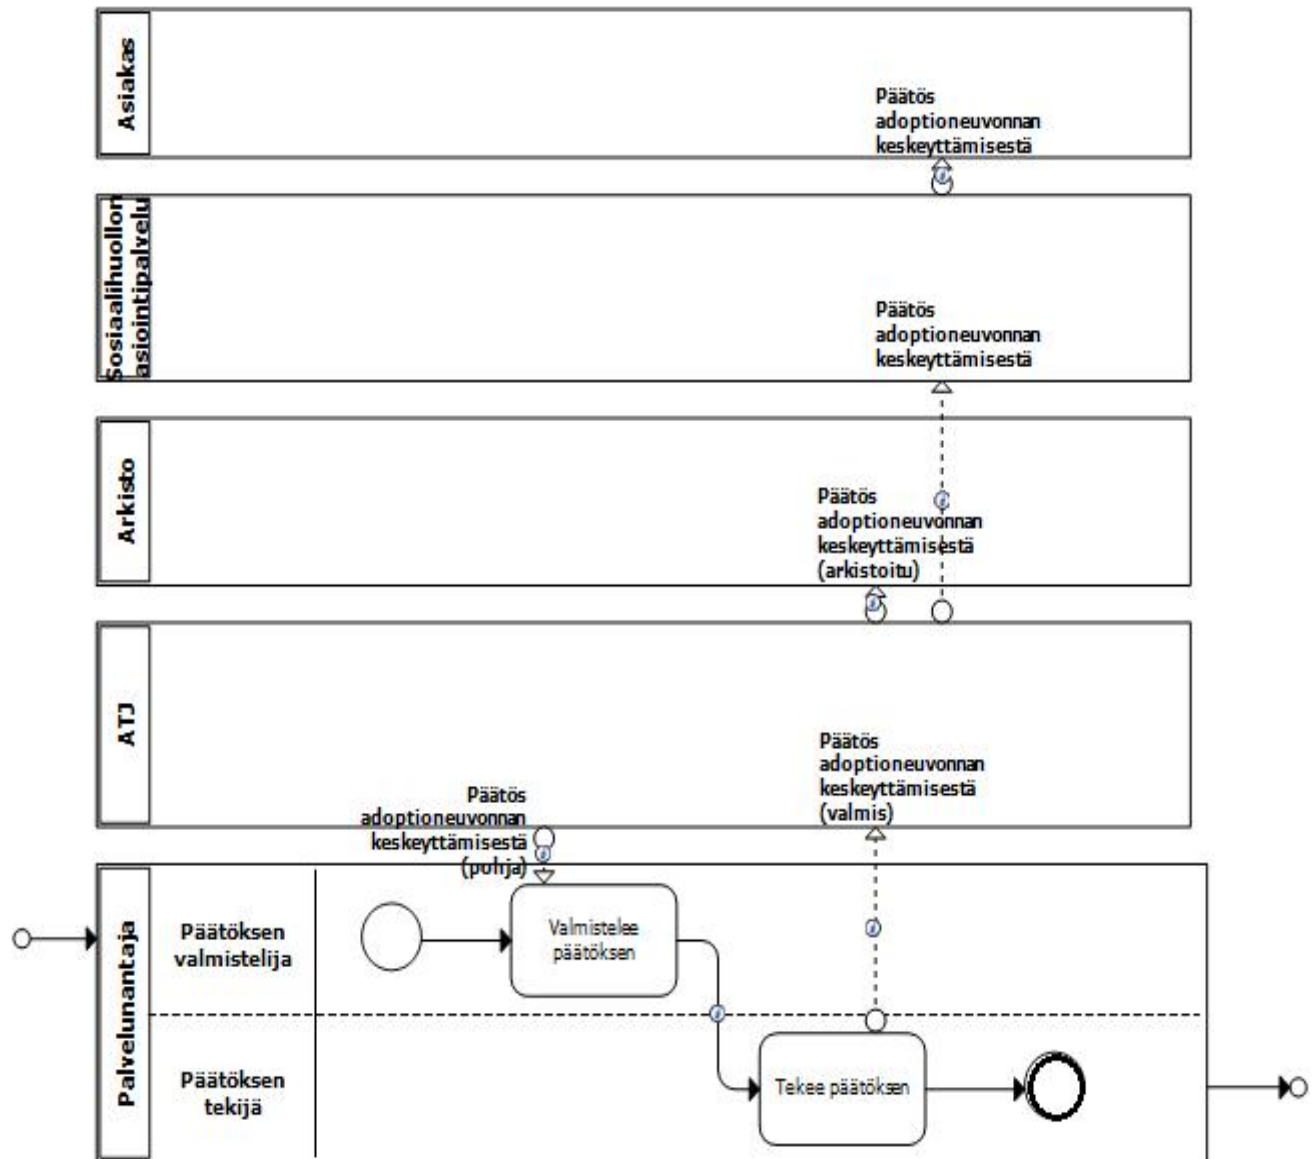 Asiakas
Päätös
adoptioneuvonnan
keskeyttämisestä
Sosiaalihuollon
asiointipalvelu
Päätös
adoptioneuvonnan
keskeyttämisestä
Arkisto
Päätös
adoptioneuvonnan
keskeyttämisestä
(arkistoitu)
ATJ
Päätös
adoptioneuvonnan
keskeyttämisestä
(valmis)
Päätös
adoptioneuvonnan
keskeyttämisestä
(pohja)
Palvelunantaja
Päätöksen
valmistelija
Valmistelee
päätöksen
Päätöksen
tekijä
Tekee päätöksen